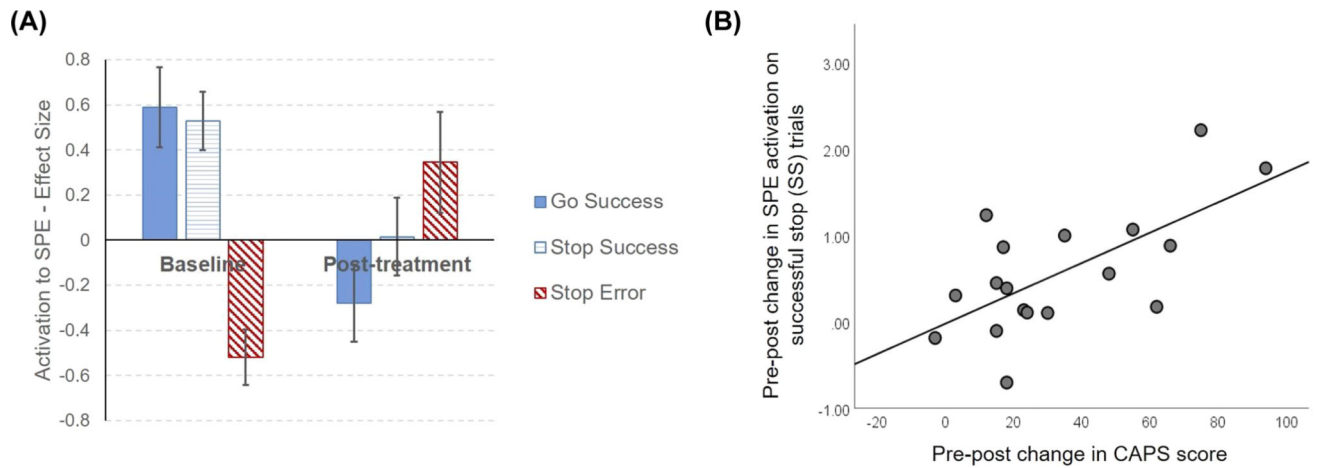 (A)
Activation to SPE - Effect Size
0.8
0.6
0.4
0.2
0
-0.2
-0.4
-0.6
-0.8
Baseline
Post-treatment
Go Success
Stop Success
Stop Error
(B)
Pre-post change in SPE activation on
successful stop (SS) trials
3.00
2.00
1.00
.00
-1.00
-20
0
20
40
60
80
100
Pre-post change in CAPS score